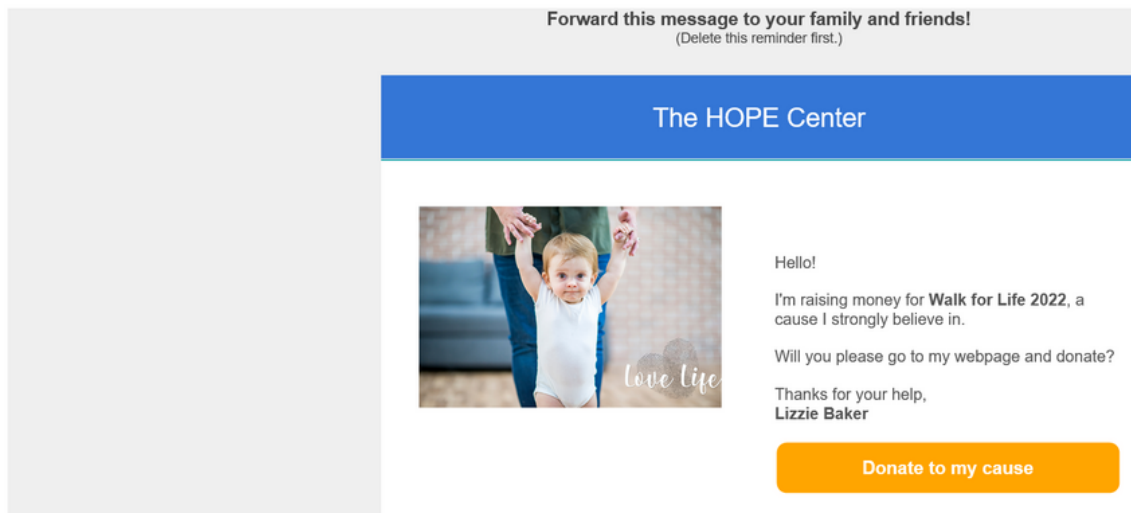 Forward this message to your family and friends!
(Delete this reminder first.)
The HOPE Center
Love Life
Hello!
I'm raising money for Walk for Life 2022, a
cause I strongly believe in.
Will you please go to my webpage and donate?
Thanks for your help,
Lizzie Baker
Donate to my cause